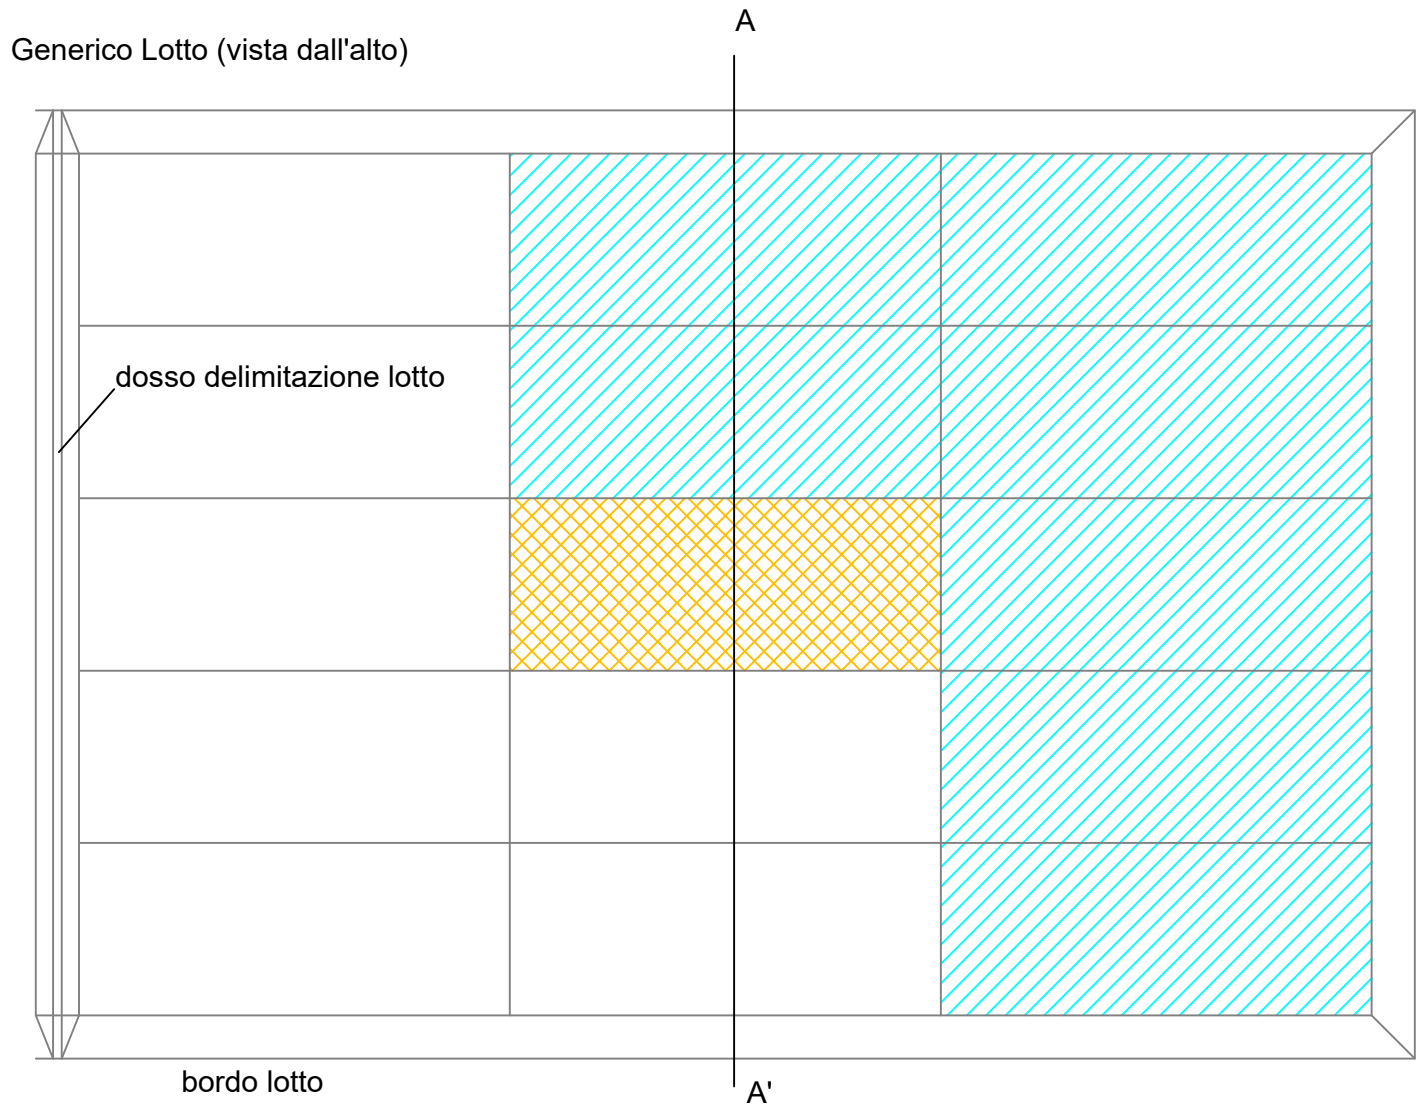 A
Generico Lotto (vista dall'alto)
dosso delimitazione lotto
bordo lotto
A'